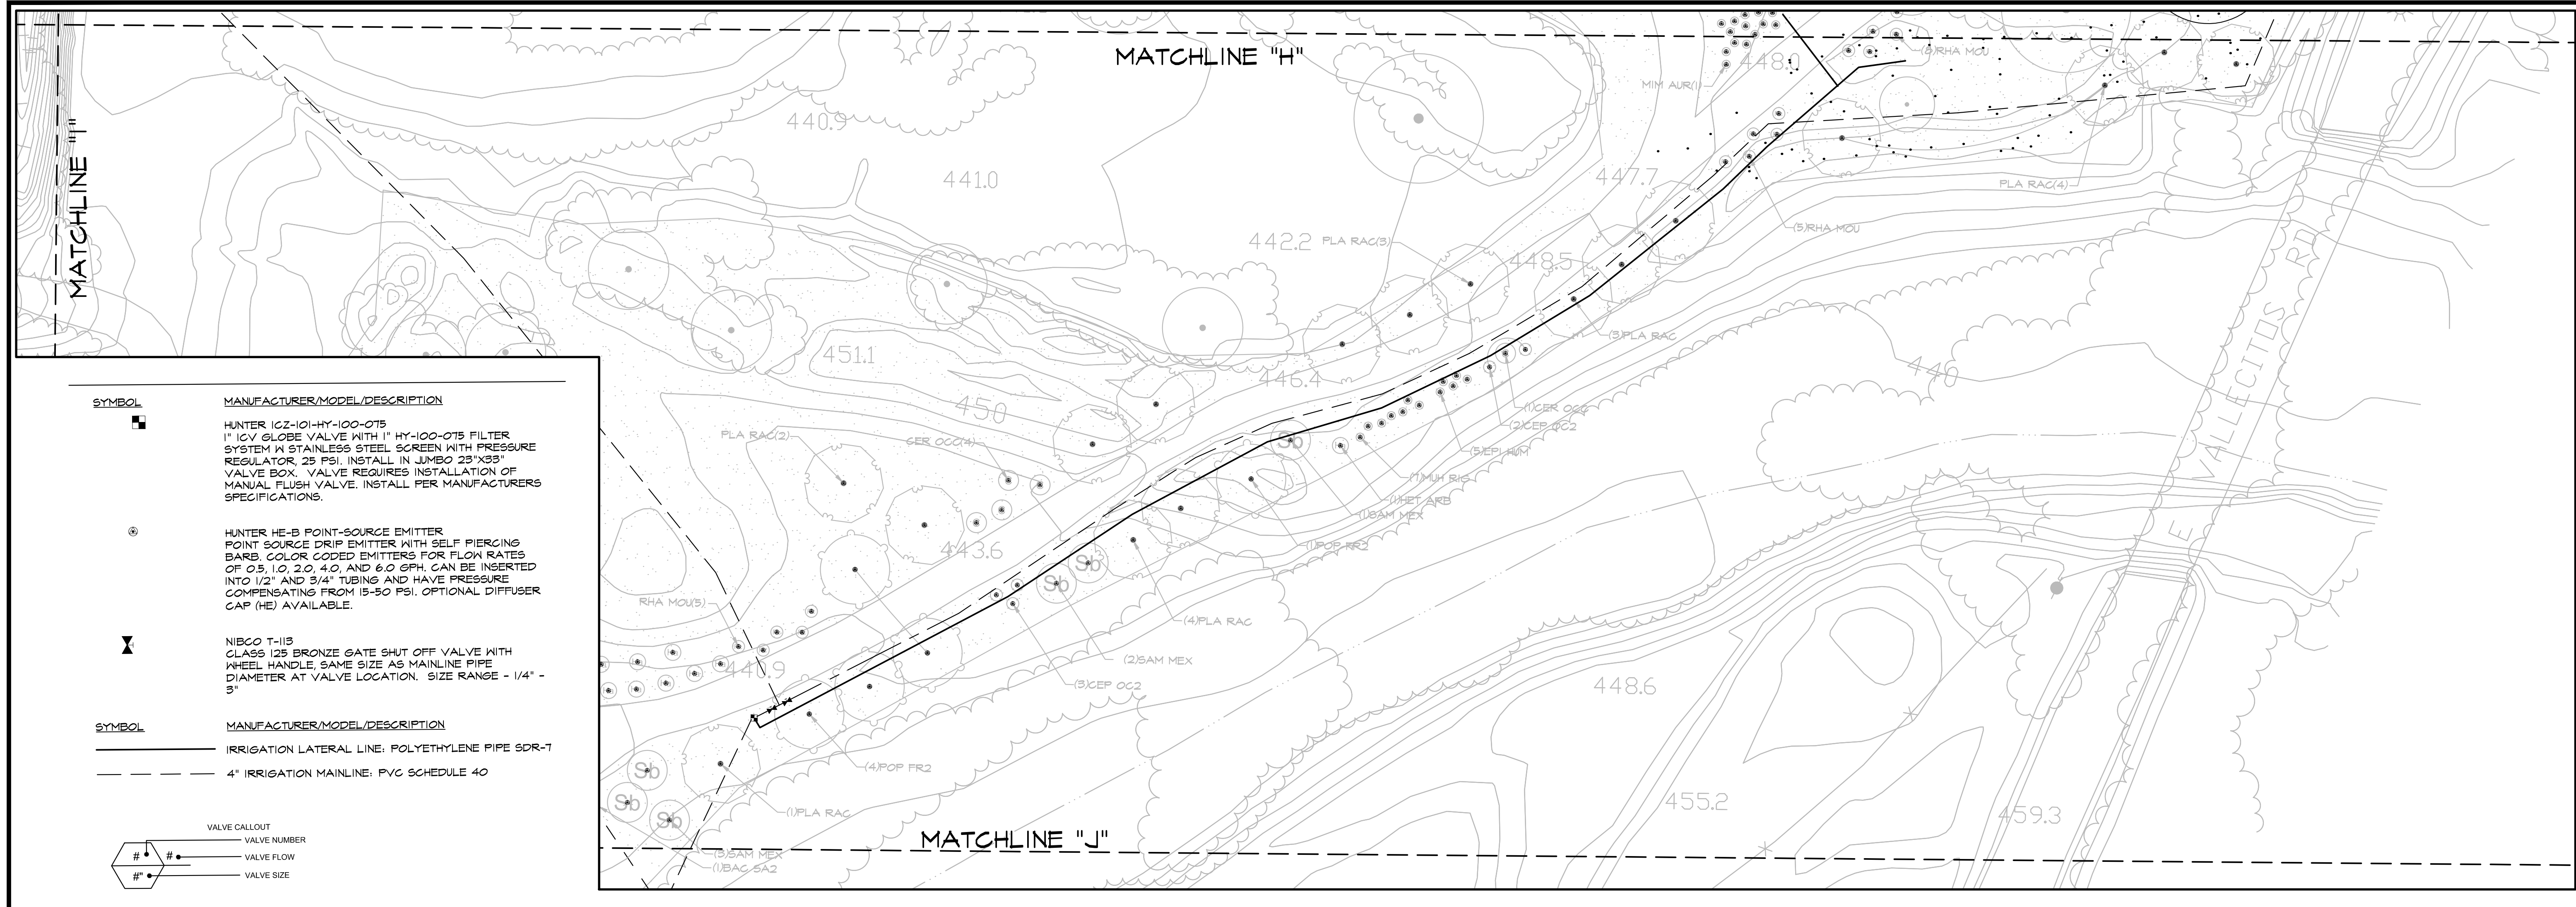 MATCHLINE "H"
(6)RHA MOU
448.0
MIM AUR(1)
440.9
MATCHLINE "I"
441.0
447.7
PLA RAC(4)
(5)RHA MOU
442.2
PLA RAC(3)
448.5
E VALLECITOS RD
(3)PLA RAC
451.1
446.4
440
450
(1)CER OCC
(2)CEP OC2
PLA RAC(2)
CER OCC(4)
Sb
(5)EPI HUM
(7)MUH RIG
(1)HET ARB
(1)SAM MEX
443.6
(1)POP FR2
Sb
Sb
RHA MOU(5)
(4)PLA RAC
440.9
(2)SAM MEX
(3)CEP OC2
448.6
(4)POP FR2
Sb
Sb
Sb
(1)PLA RAC
455.2
459.3
MATCHLINE "J"
(3)SAM MEX
(1)BAC SA2
SYMBOL
MANUFACTURER/MODEL/DESCRIPTION
HUNTER ICZ-101-HY-100-075
1" ICV GLOBE VALVE WITH 1" HY-100-075 FILTER
SYSTEM W STAINLESS STEEL SCREEN WITH PRESSURE
REGULATOR, 25 PSI. INSTALL IN JUMBO 23"X33"
VALVE BOX. VALVE REQUIRES INSTALLATION OF
MANUAL FLUSH VALVE. INSTALL PER MANUFACTURERS
SPECIFICATIONS.
HUNTER HE-B POINT-SOURCE EMITTER
POINT SOURCE DRIP EMITTER WITH SELF PIERCING
BARB. COLOR CODED EMITTERS FOR FLOW RATES
OF 0.5, 1.0, 2.0, 4.0, AND 6.0 GPH. CAN BE INSERTED
INTO 1/2" AND 3/4" TUBING AND HAVE PRESSURE
COMPENSATING FROM 15-50 PSI. OPTIONAL DIFFUSER
CAP (HE) AVAILABLE.
NIBCO T-113
CLASS 125 BRONZE GATE SHUT OFF VALVE WITH
WHEEL HANDLE, SAME SIZE AS MAINLINE PIPE
DIAMETER AT VALVE LOCATION. SIZE RANGE - 1/4" -
3"
SYMBOL
MANUFACTURER/MODEL/DESCRIPTION
IRRIGATION LATERAL LINE: POLYETHYLENE PIPE SDR-7
4" IRRIGATION MAINLINE: PVC SCHEDULE 40
VALVE CALLOUT
VALVE NUMBER
# #
VALVE FLOW
#"
VALVE SIZE